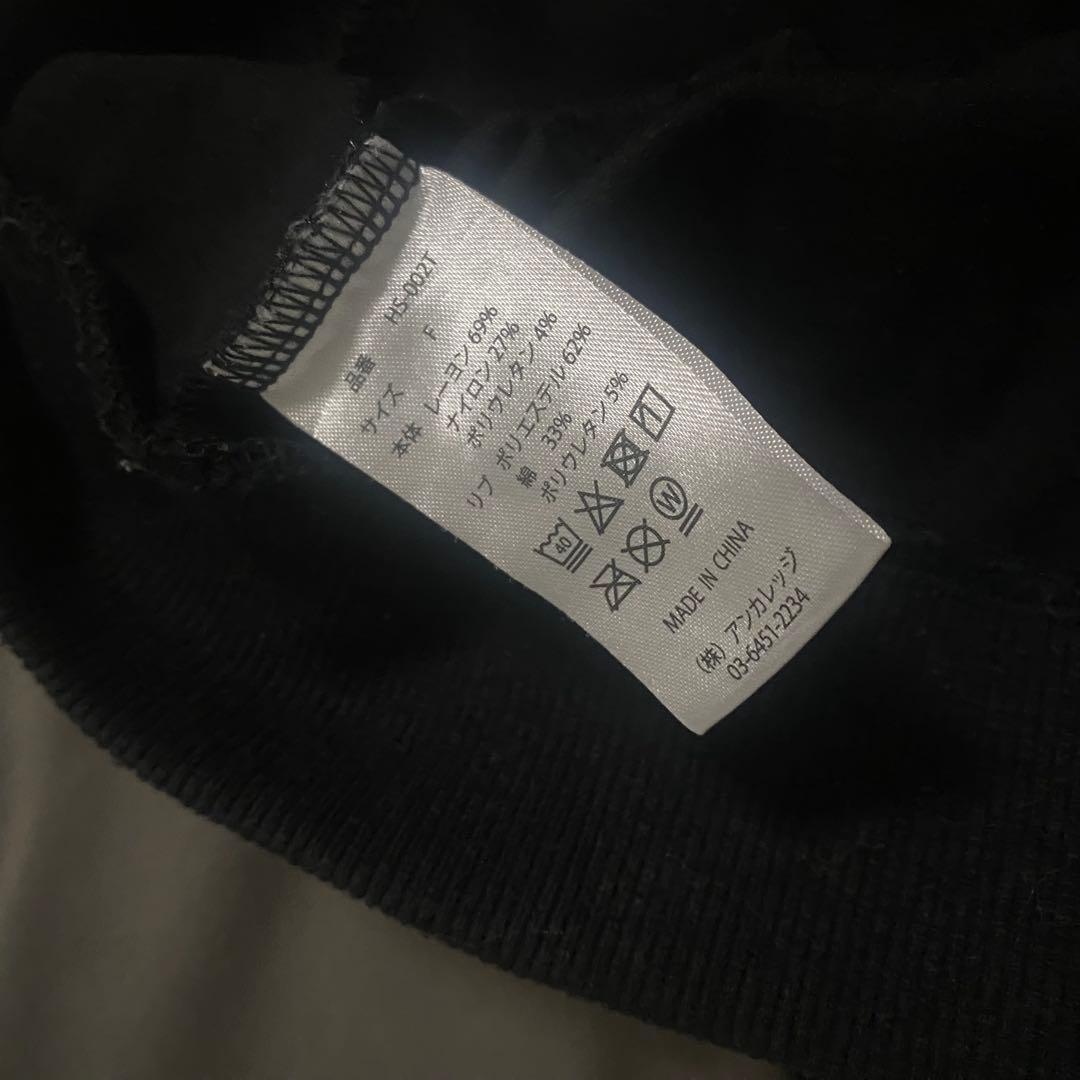 品番 HS-002T
サイズ F
本体 レーヨン 69%
ナイロン 27%
ポリウレタン 4%
リブ ポリエステル 62%
綿 33%
ポリウレタン 5%
40
W
MADE IN CHINA
(株) アンカレッジ
03-6451-2234